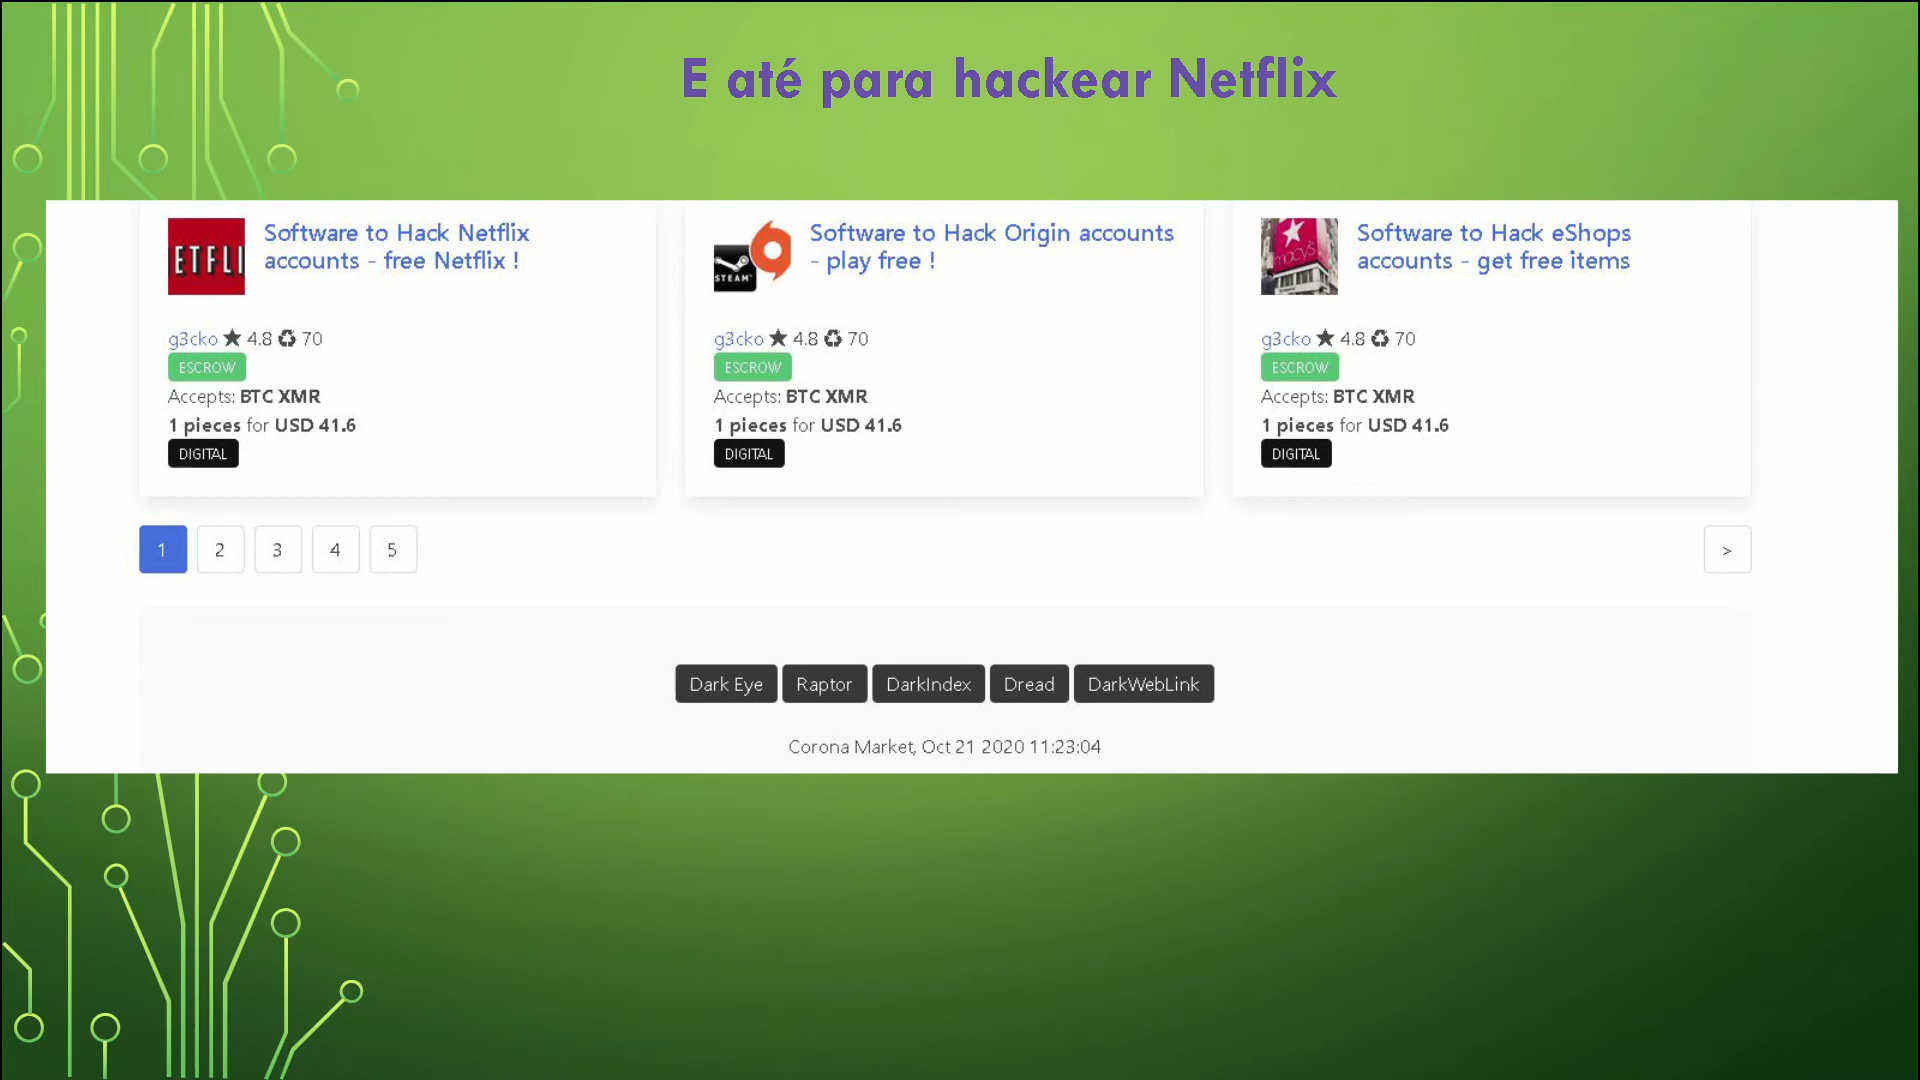 E até para hackear Netflix
ETFLI
Software to Hack Netflix
accounts - free Netflix !
g3cko ★ 4.8 ♻ 70
ESCROW
Accepts: BTC XMR
1 pieces for USD 41.6
DIGITAL
STEAM™
Software to Hack Origin accounts
- play free !
g3cko ★ 4.8 ♻ 70
ESCROW
Accepts: BTC XMR
1 pieces for USD 41.6
DIGITAL
macy's
Software to Hack eShops
accounts - get free items
g3cko ★ 4.8 ♻ 70
ESCROW
Accepts: BTC XMR
1 pieces for USD 41.6
DIGITAL
1 2 3 4 5 >
Dark Eye Raptor DarkIndex Dread DarkWebLink
Corona Market, Oct 21 2020 11:23:04